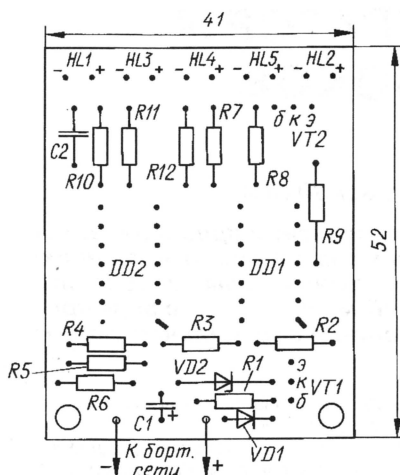 41
- HL1 + - HL3 + - HL4 + - HL5 + - HL2 +
R11 R7 б к э
C2 VT2
R10 R12 R8
R9
52
DD2 DD1
R4 R3 R2
R5 VD2 R1 э
к VT1
R6 C1 + б
VD1
К борт.
- сети +